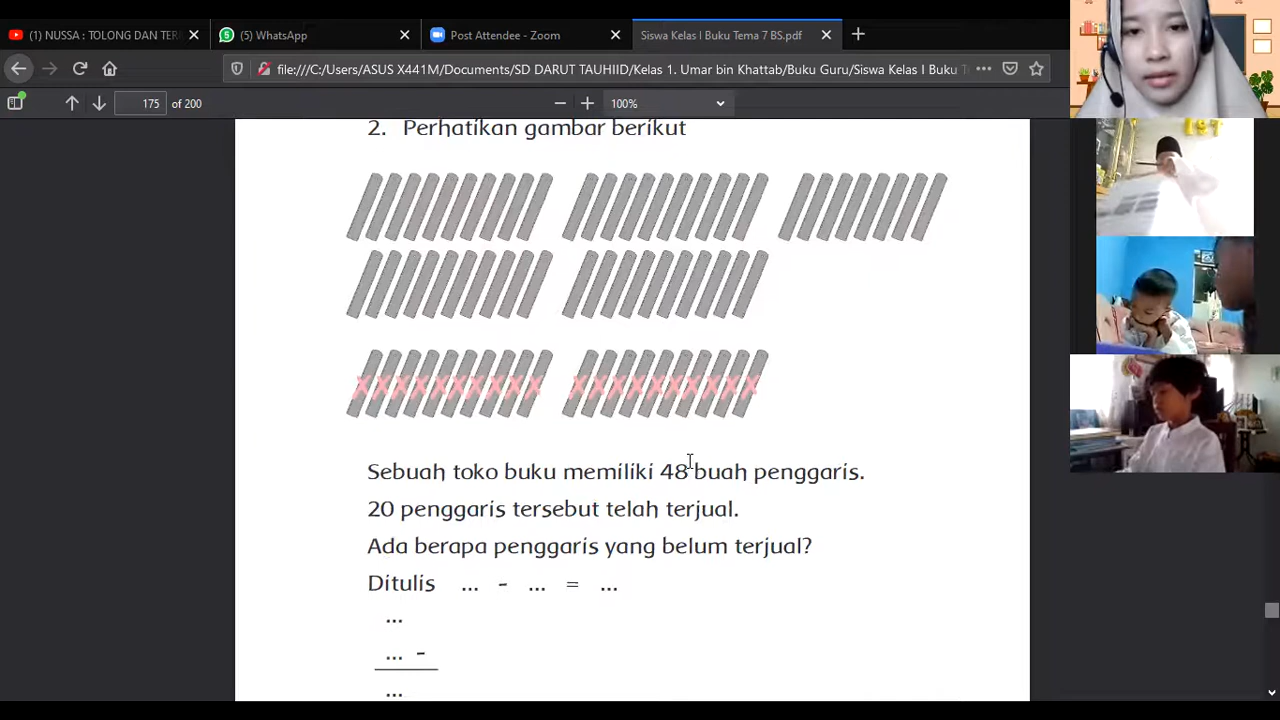 (1) NUSSA : TOLONG DAN TER
(5) WhatsApp
Post Attendee - Zoom
Siswa Kelas I Buku Tema 7 BS.pdf
file:///C:/Users/ASUS X441M/Documents/SD DARUT TAUHIID/Kelas 1. Umar bin Khattab/Buku Guru/Siswa Kelas I Buku
175 of 200
100%
2. Perhatikan gambar berikut
XXXXXXXXXX XXXXXXXXXX
Sebuah toko buku memiliki 48 buah penggaris.
20 penggaris tersebut telah terjual.
Ada berapa penggaris yang belum terjual?
Ditulis ... - ... = ...
...
... -
...